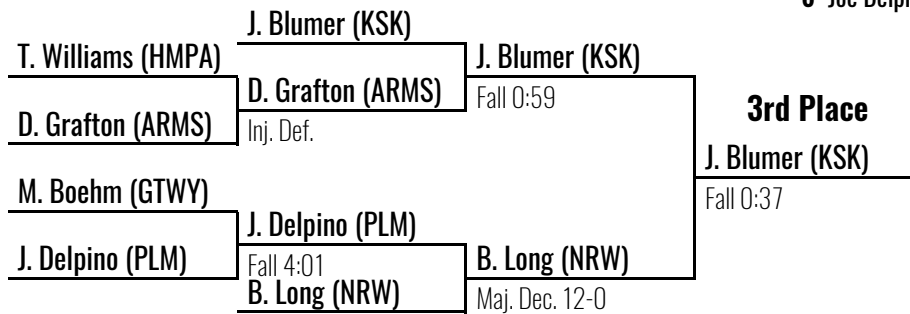 J. Blumer (KSK)
T. Williams (HMPA)
J. Blumer (KSK)
D. Grafton (ARMS)
Fall 0:59
3rd Place
D. Grafton (ARMS)
Inj. Def.
J. Blumer (KSK)
M. Boehm (GTWY)
Fall 0:37
J. Delpino (PLM)
J. Delpino (PLM)
Fall 4:01
B. Long (NRW)
B. Long (NRW)
Maj. Dec. 12-0